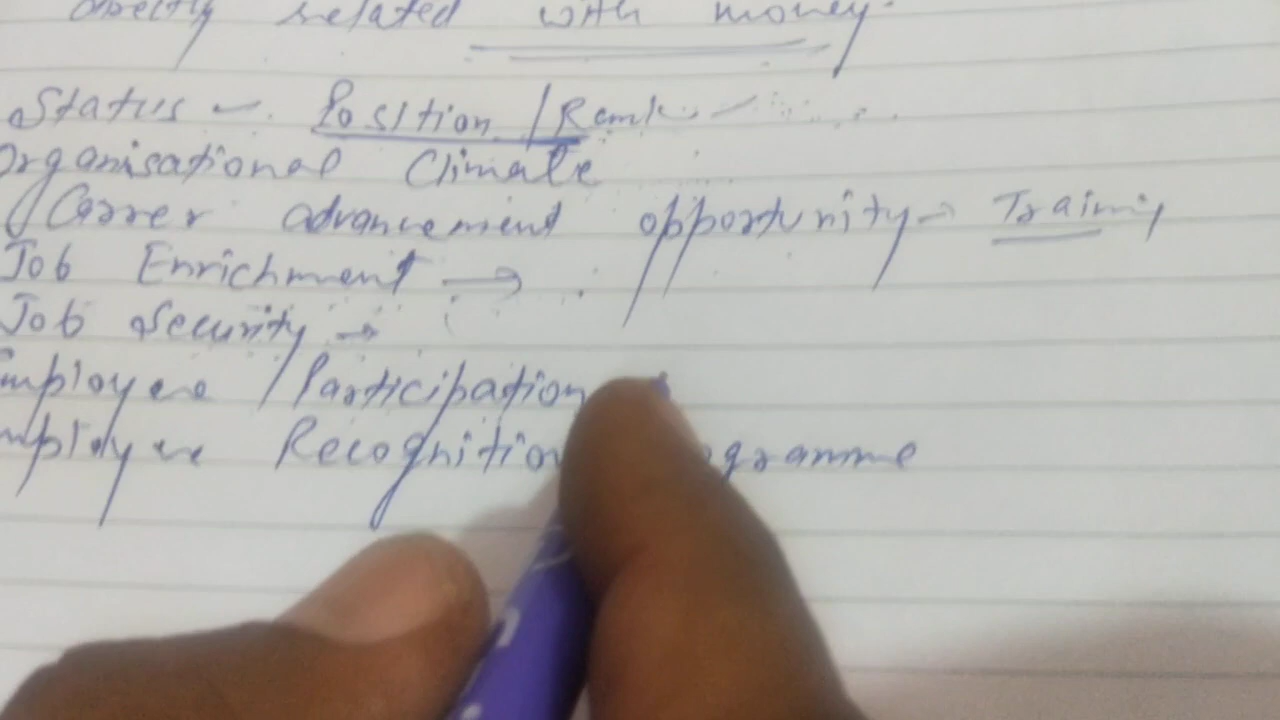 related with money.
Status - Position / Rank -
Organisational Climate
Carrer advancement opportunity → Training
Job Enrichment →
Job Security →
Employee / Participation
Employee Recognition